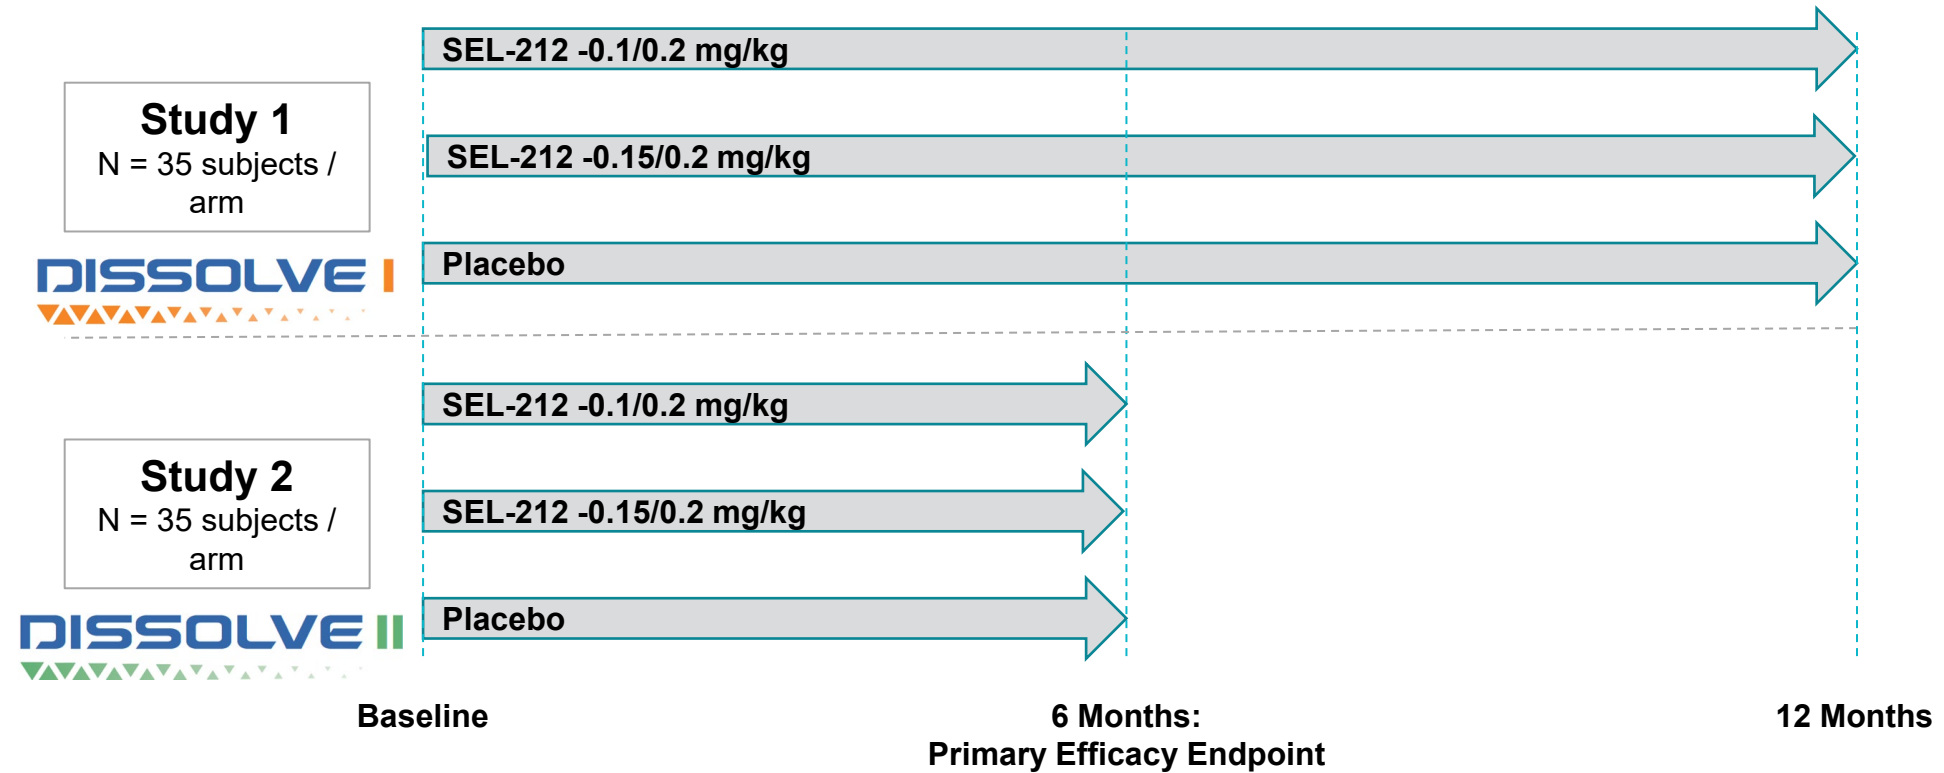 SEL-212 -0.1/0.2 mg/kg
Study 1
N = 35 subjects /
arm
SEL-212 -0.15/0.2 mg/kg
DISSOLVE I
Placebo
SEL-212 -0.1/0.2 mg/kg
Study 2
N = 35 subjects /
arm
SEL-212 -0.15/0.2 mg/kg
DISSOLVE II
Placebo
Baseline
6 Months:
Primary Efficacy Endpoint
12 Months